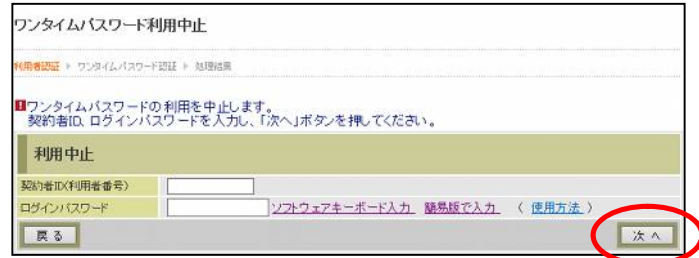 ワンタイムパスワード利用中止
利用者認証 ▶ ワンタイムパスワード認証 ▶ 処理結果
!ワンタイムパスワードの利用を中止します。
契約者ID、ログインパスワードを入力し、「次へ」ボタンを押してください。
利用中止
契約者ID(利用者番号)
ログインパスワード ソフトウェアキーボード入力 簡易版で入力 ( 使用方法 )
戻る 次へ